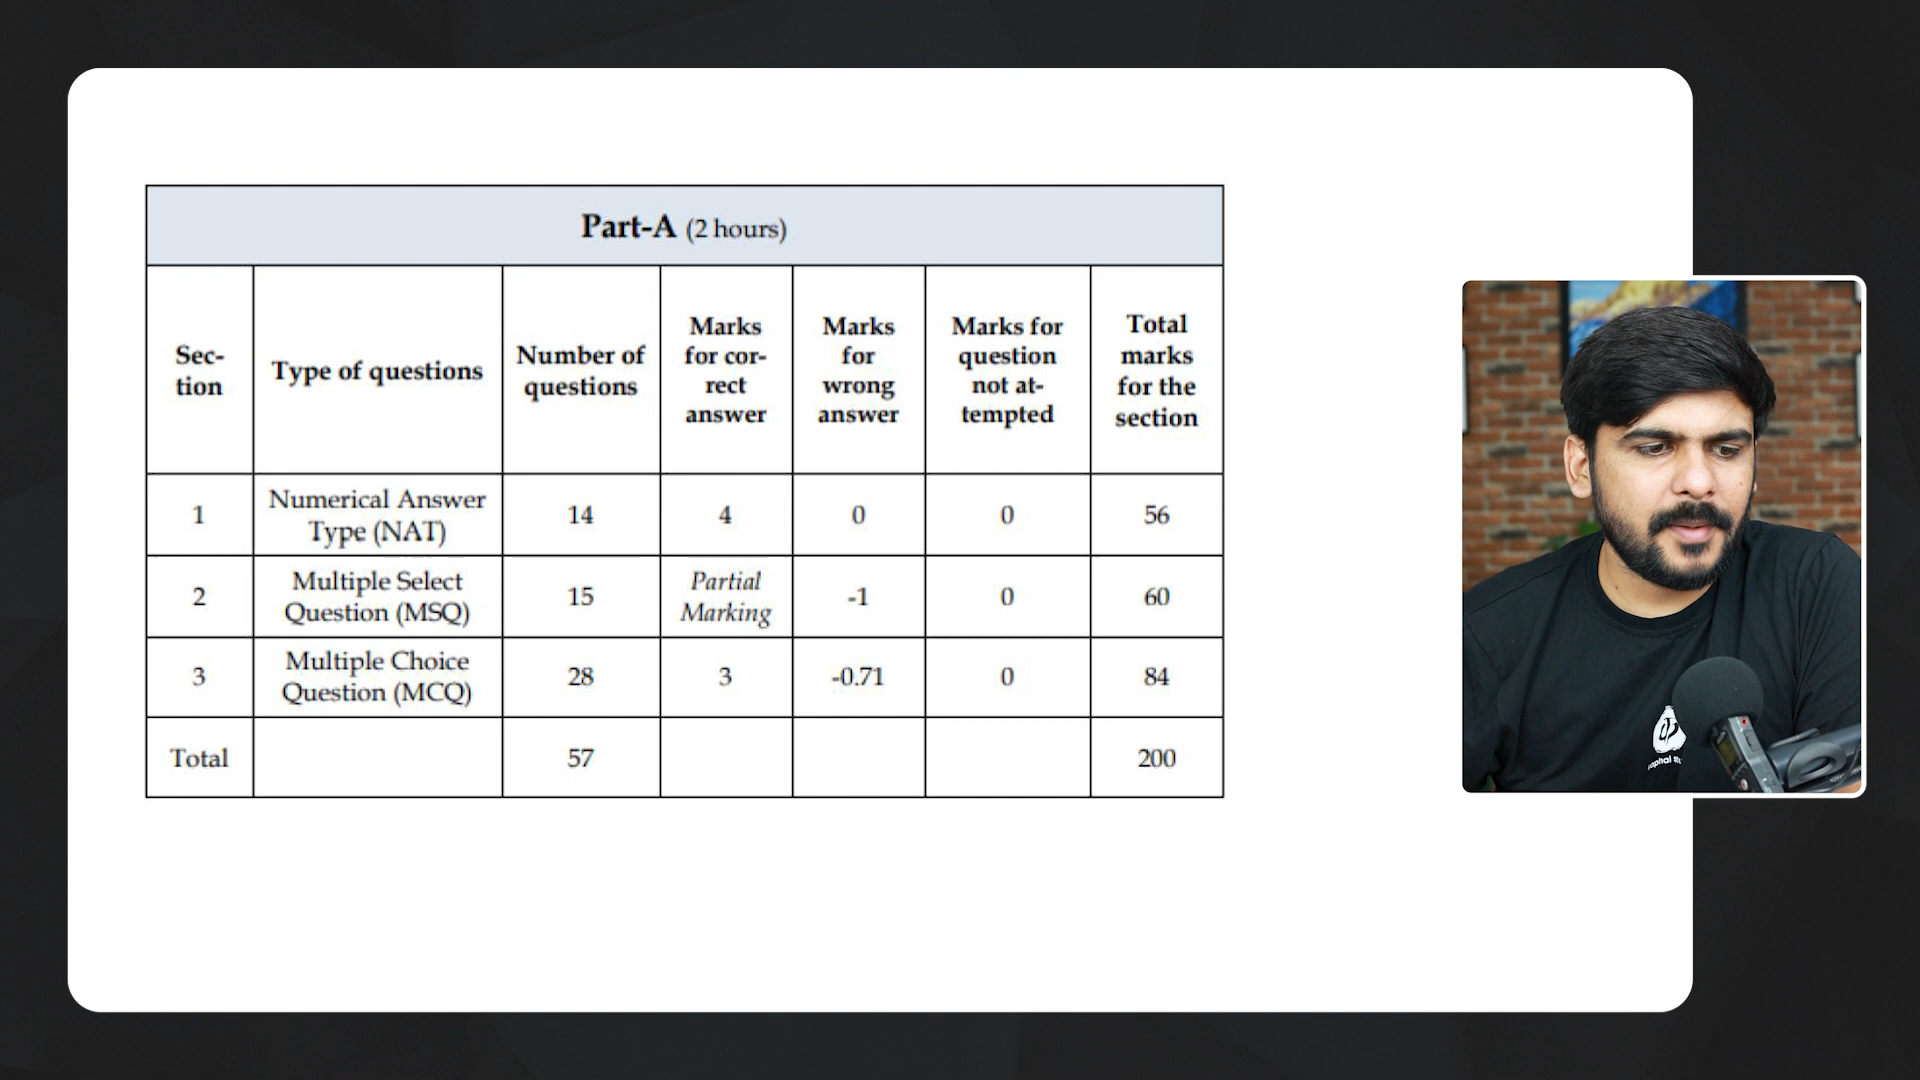 Part-A (2 hours)
Sec-
tion
Type of questions
Number of
questions
Marks
for cor-
rect
answer
Marks
for
wrong
answer
Marks for
question
not at-
tempted
Total
marks
for the
section
1
Numerical Answer
Type (NAT)
14
4
0
0
56
2
Multiple Select
Question (MSQ)
15
Partial
Marking
-1
0
60
3
Multiple Choice
Question (MCQ)
28
3
-0.71
0
84
Total
57
200